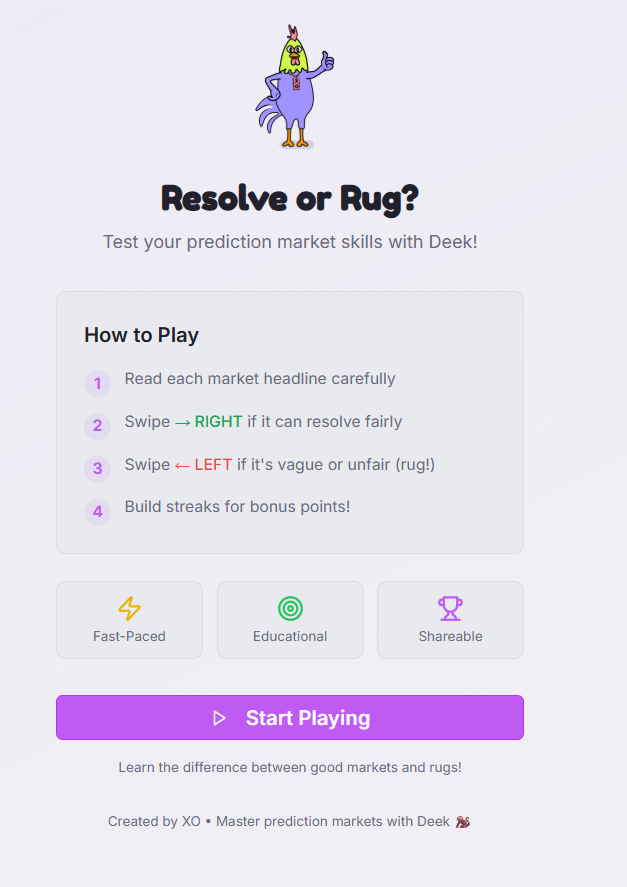 Resolve or Rug?
Test your prediction market skills with Deek!
How to Play
1 Read each market headline carefully
2 Swipe → RIGHT if it can resolve fairly
3 Swipe ← LEFT if it's vague or unfair (rug!)
4 Build streaks for bonus points!
Fast-Paced
Educational
Shareable
Start Playing
Learn the difference between good markets and rugs!
Created by XO • Master prediction markets with Deek